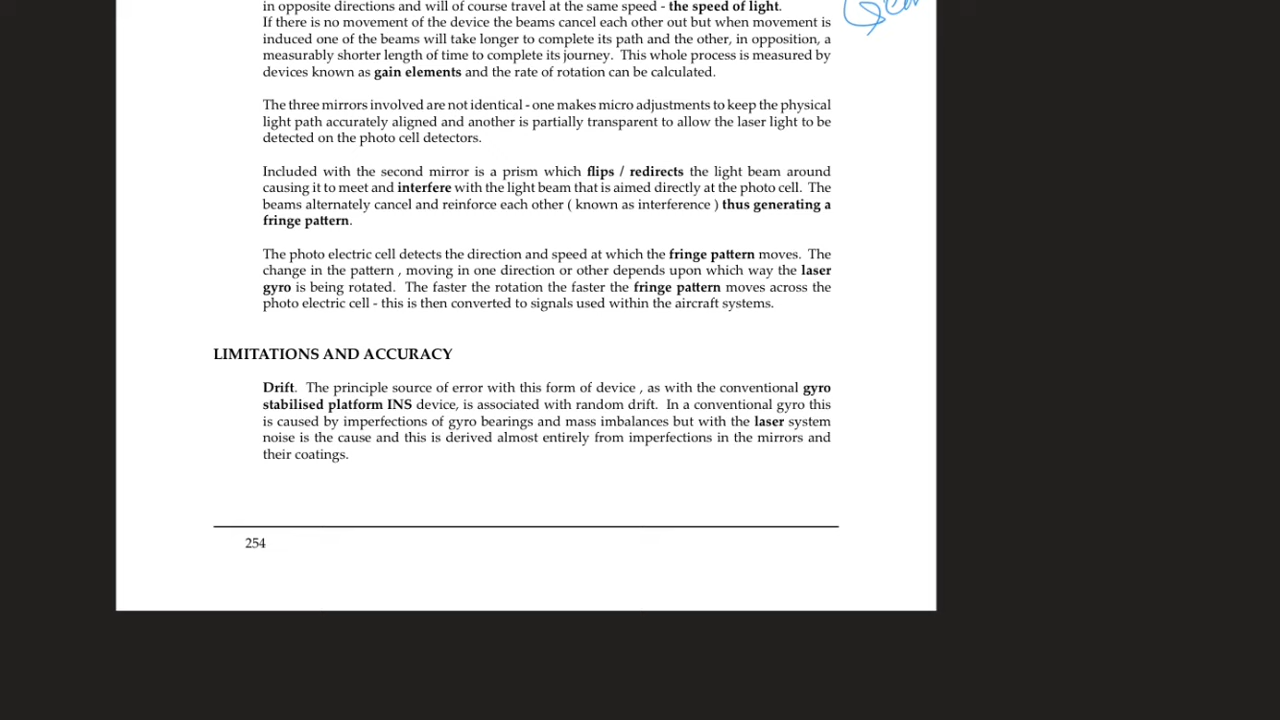 in opposite directions and will of course travel at the same speed - the speed of light.
If there is no movement of the device the beams cancel each other out but when movement is
induced one of the beams will take longer to complete its path and the other, in opposition, a
measurably shorter length of time to complete its journey. This whole process is measured by
devices known as gain elements and the rate of rotation can be calculated.
The three mirrors involved are not identical - one makes micro adjustments to keep the physical
light path accurately aligned and another is partially transparent to allow the laser light to be
detected on the photo cell detectors.
Included with the second mirror is a prism which flips / redirects the light beam around
causing it to meet and interfere with the light beam that is aimed directly at the photo cell. The
beams alternately cancel and reinforce each other ( known as interference ) thus generating a
fringe pattern.
The photo electric cell detects the direction and speed at which the fringe pattern moves. The
change in the pattern , moving in one direction or other depends upon which way the laser
gyro is being rotated. The faster the rotation the faster the fringe pattern moves across the
photo electric cell - this is then converted to signals used within the aircraft systems.
LIMITATIONS AND ACCURACY
Drift. The principle source of error with this form of device , as with the conventional gyro
stabilised platform INS device, is associated with random drift. In a conventional gyro this
is caused by imperfections of gyro bearings and mass imbalances but with the laser system
noise is the cause and this is derived almost entirely from imperfections in the mirrors and
their coatings.
254